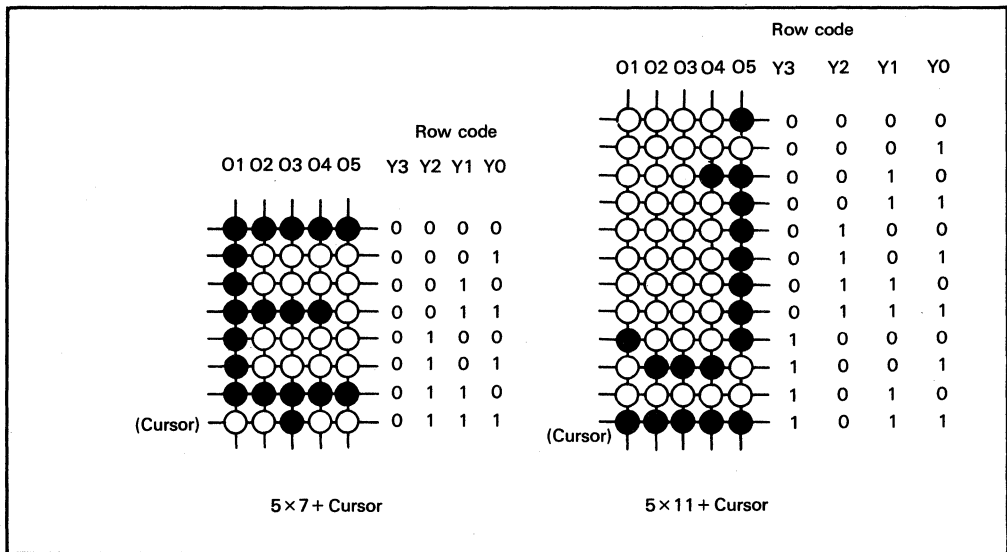 Row code
O1 O2 O3 O4 O5 Y3 Y2 Y1 Y0
0 0 0 0
0 0 0 1
0 0 1 0
0 0 1 1
0 1 0 0
0 1 0 1
0 1 1 0
(Cursor) 0 1 1 1
5×7+Cursor
Row code
O1 O2 O3 O4 O5 Y3 Y2 Y1 Y0
0 0 0 0
0 0 0 1
0 0 1 0
0 0 1 1
0 1 0 0
0 1 0 1
0 1 1 0
0 1 1 1
1 0 0 0
1 0 0 1
1 0 1 0
(Cursor) 1 0 1 1
5×11+Cursor